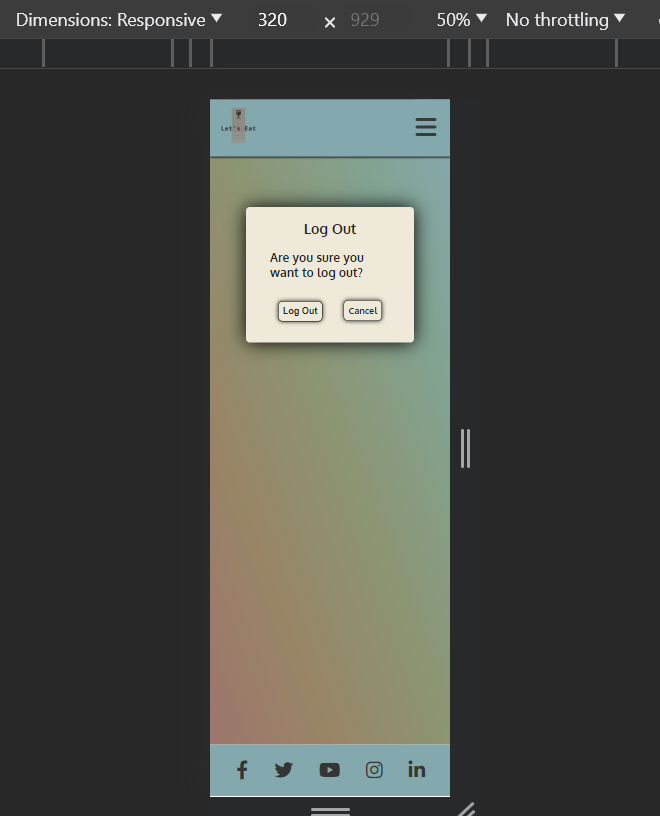 Dimensions: Responsive ▼ 320 × 929 50% ▼ No throttling ▼
Let's Eat
Log Out
Are you sure you
want to log out?
Log Out Cancel